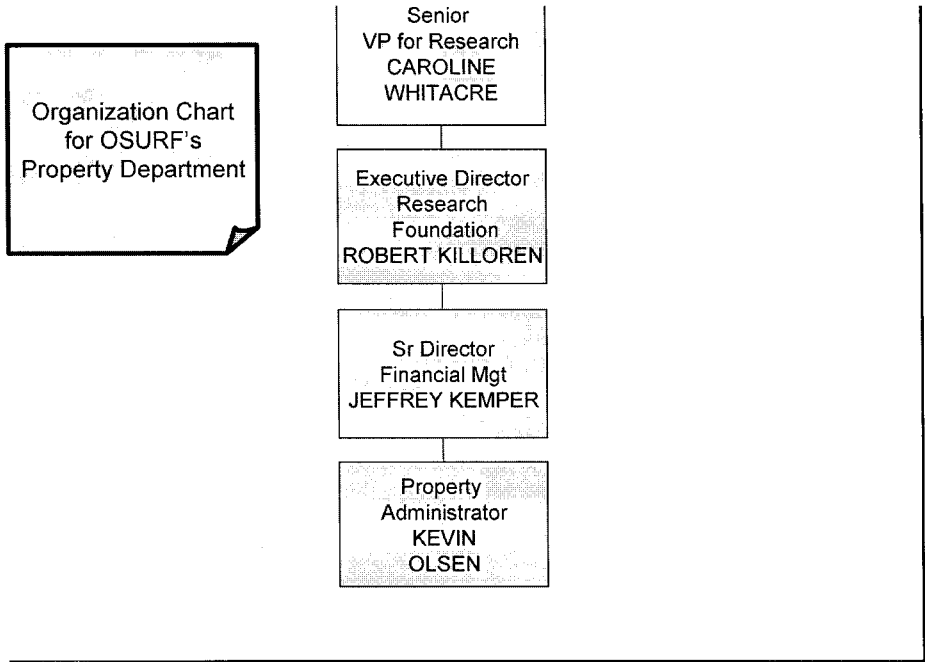 Organization Chart
for OSURF's
Property Department
Senior
VP for Research
CAROLINE
WHITACRE
Executive Director
Research
Foundation
ROBERT KILLOREN
Sr Director
Financial Mgt
JEFFREY KEMPER
Property
Administrator
KEVIN
OLSEN